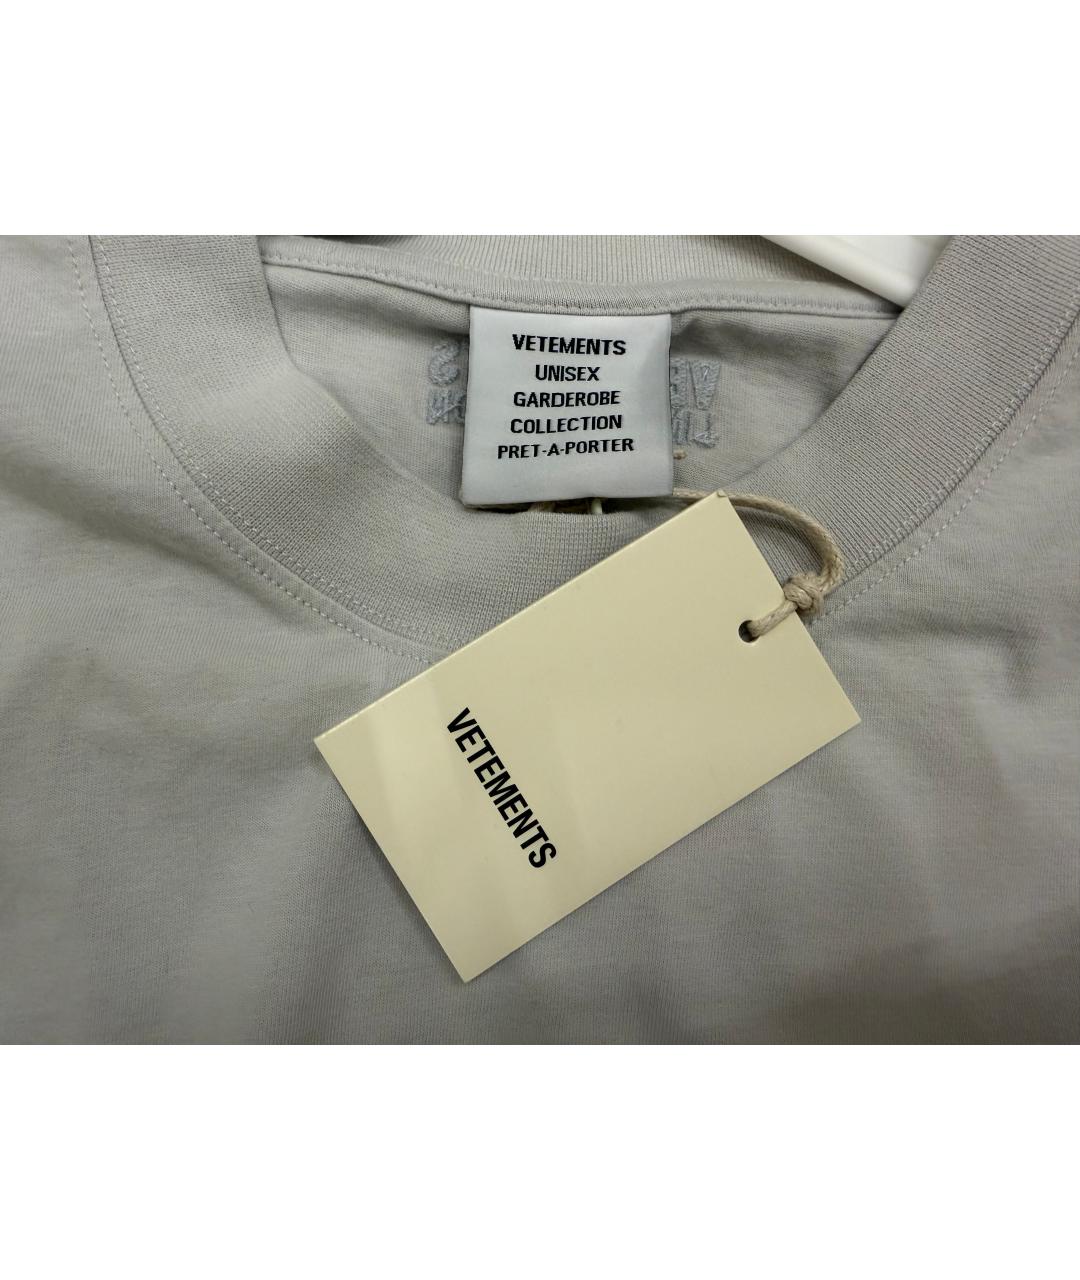 VETEMENTS
UNISEX
GARDEROBE
COLLECTION
PRET-A-PORTER
VETEMENTS